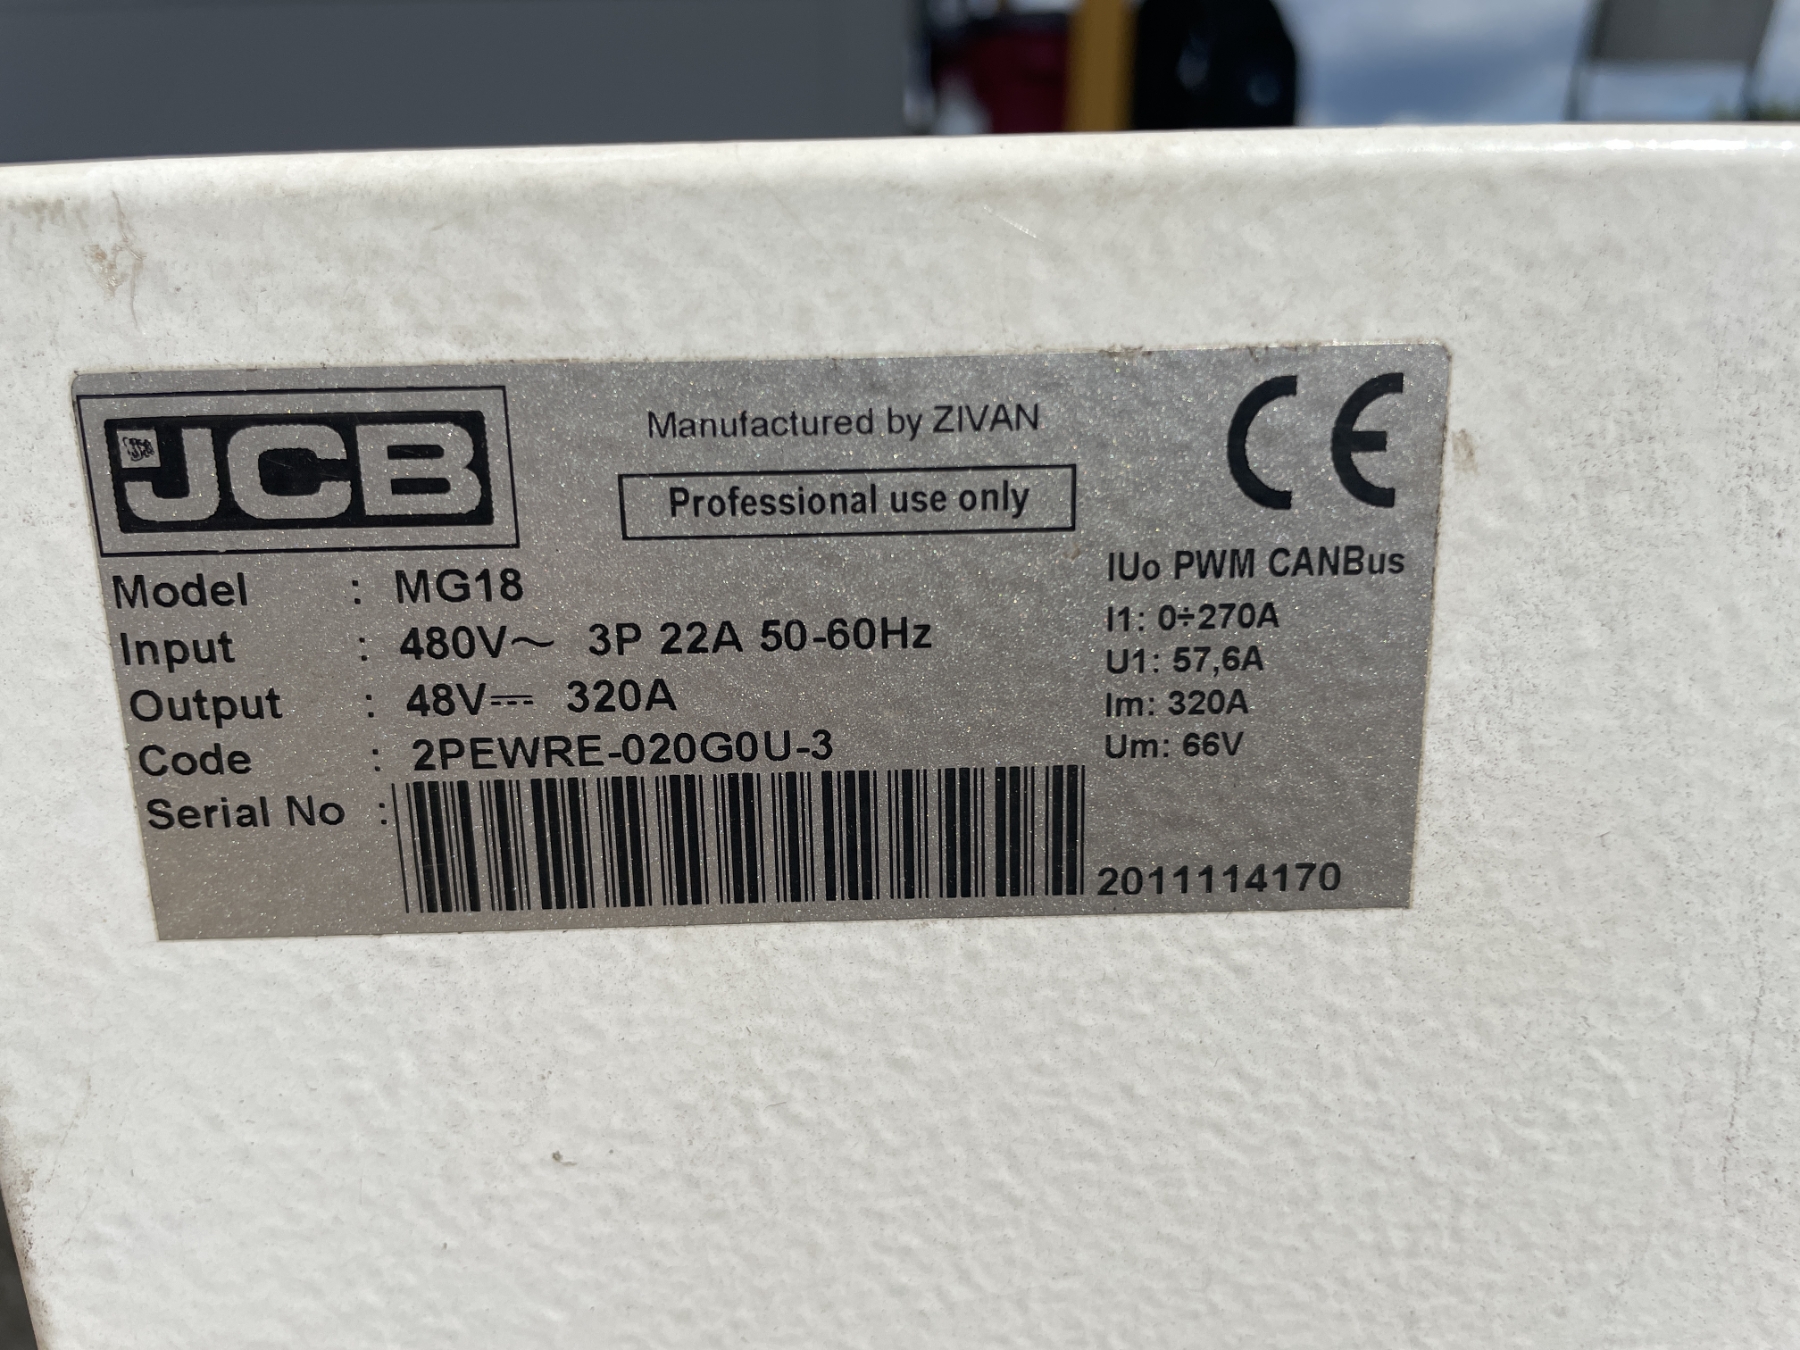 JCB
Manufactured by ZIVAN
CE
Professional use only
Model : MG18
Input : 480V~ 3P 22A 50-60Hz
Output : 48V⎓ 320A
Code : 2PEWRE-020G0U-3
Serial No : 2011114170
IUo PWM CANBus
I1: 0÷270A
U1: 57,6A
Im: 320A
Um: 66V